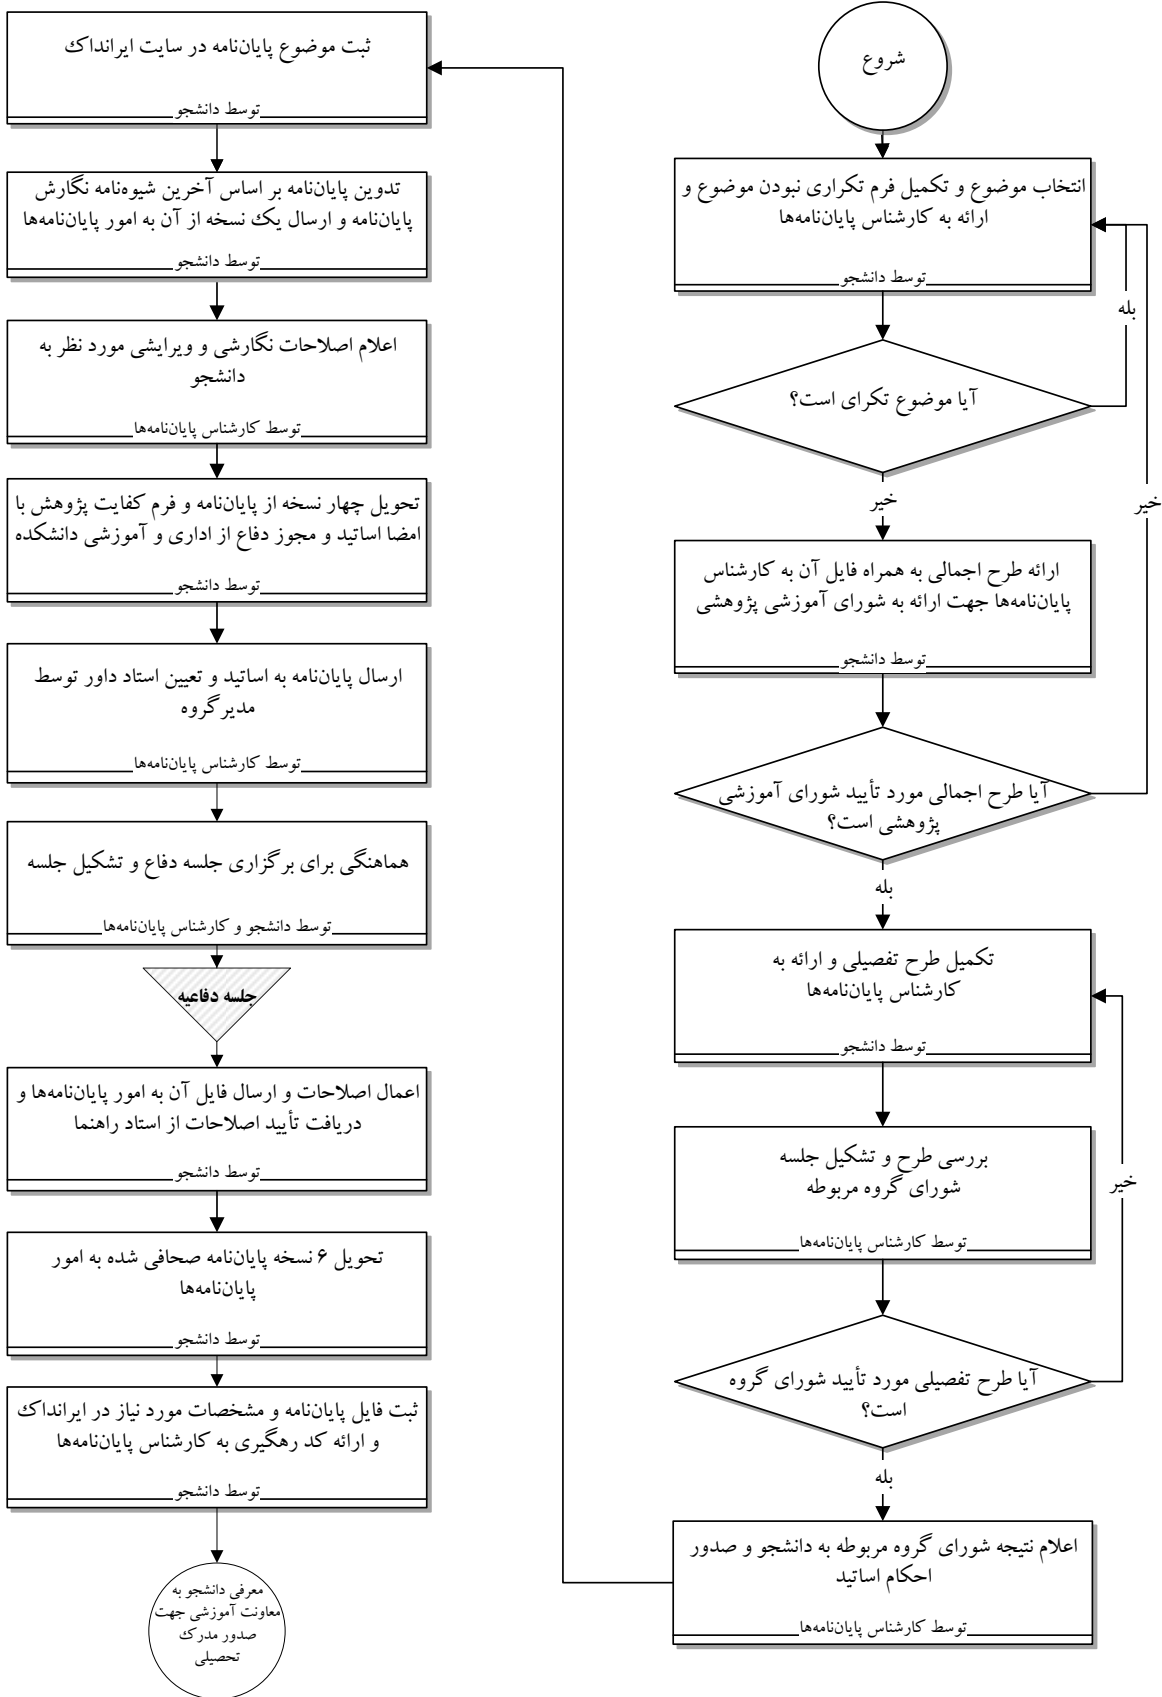 شروع
انتخاب موضوع و تکمیل فرم تکراری نبودن موضوع و
ارائه به کارشناس پایان‌نامه‌ها
توسط دانشجو
آیا موضوع تکرای است؟
بله
خیر
ارائه طرح اجمالی به همراه فایل آن به کارشناس
پایان‌نامه‌ها جهت ارائه به شورای آموزشی پژوهشی
توسط دانشجو
آیا طرح اجمالی مورد تأیید شورای آموزشی
پژوهشی است؟
خیر
بله
تکمیل طرح تفصیلی و ارائه به
کارشناس پایان‌نامه‌ها
توسط دانشجو
بررسی طرح و تشکیل جلسه
شورای گروه مربوطه
توسط کارشناس پایان‌نامه‌ها
خیر
آیا طرح تفصیلی مورد تأیید شورای گروه
است؟
بله
اعلام نتیجه شورای گروه مربوطه به دانشجو و صدور
احکام اساتید
توسط کارشناس پایان‌نامه‌ها
ثبت موضوع پایان‌نامه در سایت ایرانداک
توسط دانشجو
تدوین پایان‌نامه بر اساس آخرین شیوه‌نامه نگارش
پایان‌نامه و ارسال یک نسخه از آن به امور پایان‌نامه‌ها
توسط دانشجو
اعلام اصلاحات نگارشی و ویرایشی مورد نظر به
دانشجو
توسط کارشناس پایان‌نامه‌ها
تحویل چهار نسخه از پایان‌نامه و فرم کفایت پژوهش با
امضا اساتید و مجوز دفاع از اداری و آموزشی دانشکده
توسط دانشجو
ارسال پایان‌نامه به اساتید و تعیین استاد داور توسط
مدیرگروه
توسط کارشناس پایان‌نامه‌ها
هماهنگی برای برگزاری جلسه دفاع و تشکیل جلسه
توسط دانشجو و کارشناس پایان‌نامه‌ها
جلسه دفاعیه
اعمال اصلاحات و ارسال فایل آن به امور پایان‌نامه‌ها و
دریافت تأیید اصلاحات از استاد راهنما
توسط دانشجو
تحویل ۶ نسخه پایان‌نامه صحافی شده به امور
پایان‌نامه‌ها
توسط دانشجو
ثبت فایل پایان‌نامه و مشخصات مورد نیاز در ایرانداک
و ارائه کد رهگیری به کارشناس پایان‌نامه‌ها
توسط دانشجو
معرفی دانشجو به
معاونت آموزشی جهت
صدور مدرک
تحصیلی